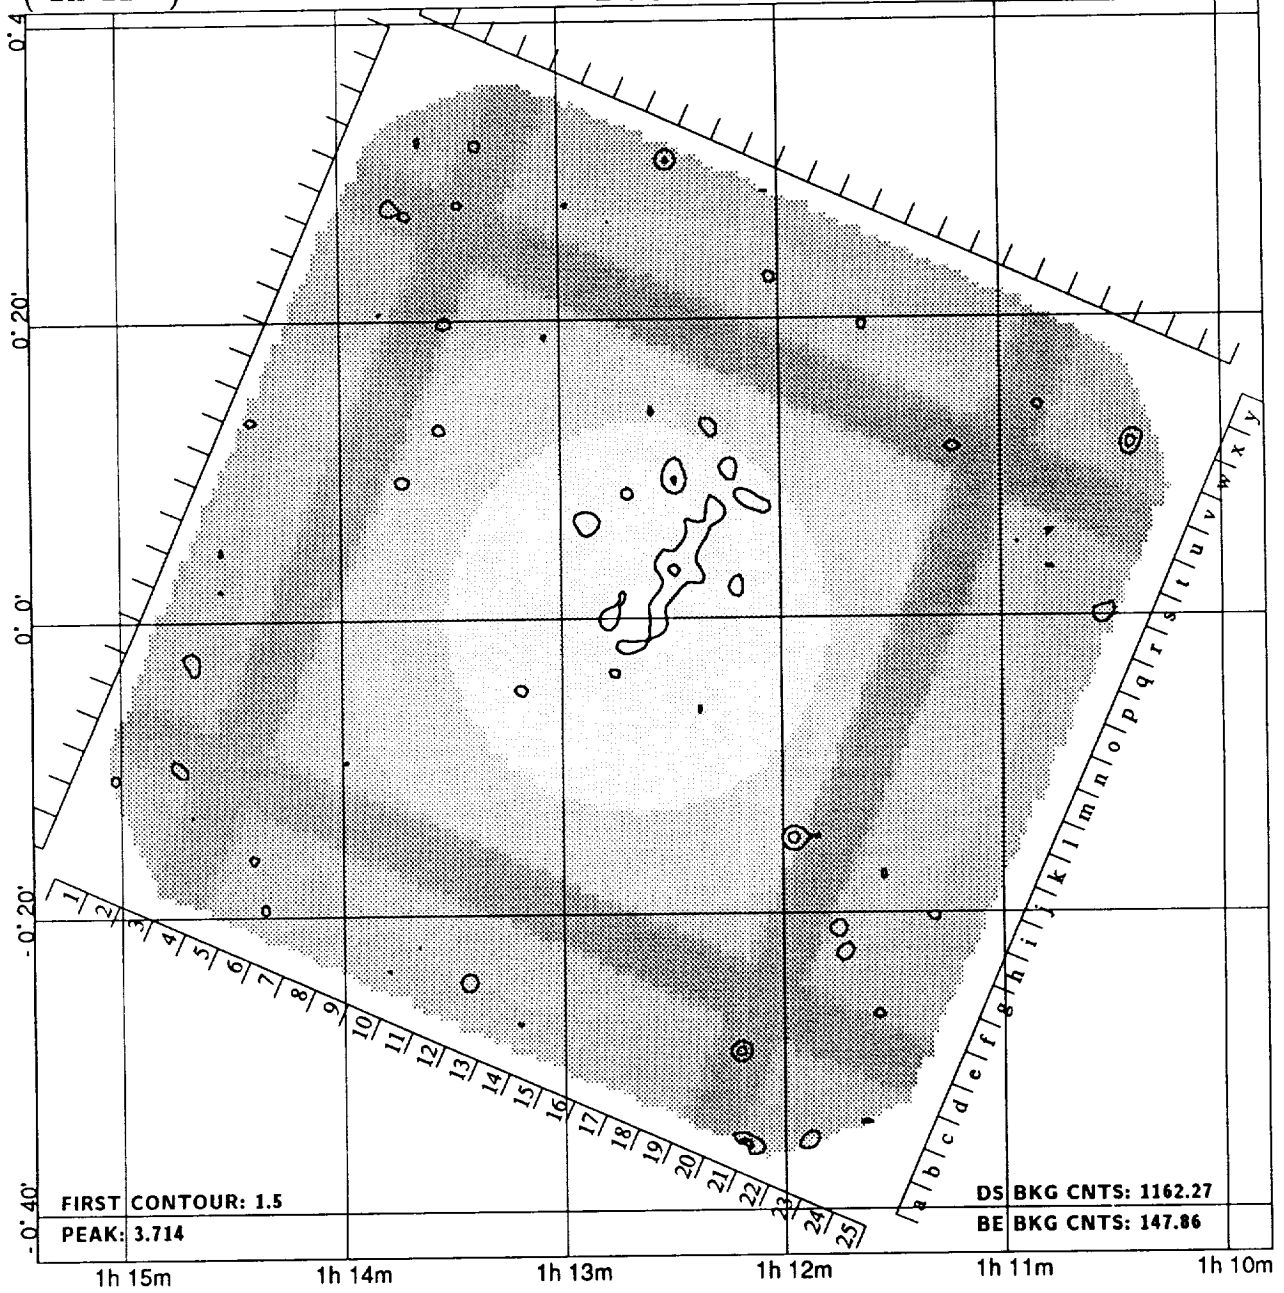 0° 4
0° 20'
0° 0'
- 0° 20'
- 0° 40'
y
x
w
v
u
t
s
r
q
p
o
n
m
l
k
j
i
h
g
f
e
d
c
b
a
1 2 3 4 5 6 7 8 9 10 11 12 13 14 15 16 17 18 19 20 21 22 23 24 25
FIRST CONTOUR: 1.5
PEAK: 3.714
DS BKG CNTS: 1162.27
BE BKG CNTS: 147.86
1h 15m 1h 14m 1h 13m 1h 12m 1h 11m 1h 10m